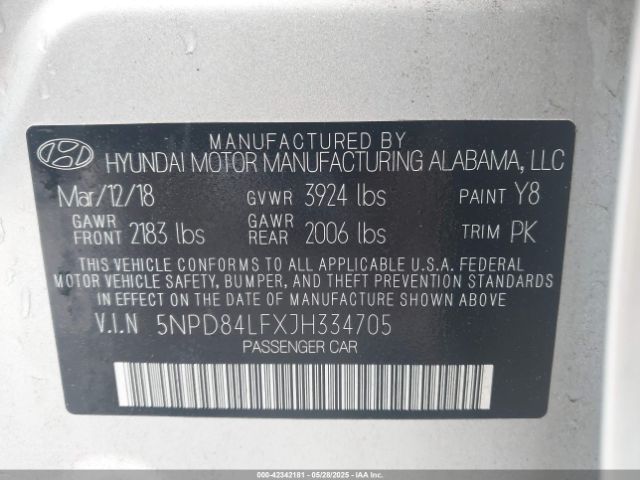 MANUFACTURED BY
HYUNDAI MOTOR MANUFACTURING ALABAMA, LLC
Mar/12/18 GVWR 3924 lbs PAINT Y8
GAWR FRONT 2183 lbs GAWR REAR 2006 lbs TRIM PK
THIS VEHICLE CONFORMS TO ALL APPLICABLE U.S.A. FEDERAL
MOTOR VEHICLE SAFETY, BUMPER, AND THEFT PREVENTION STANDARDS
IN EFFECT ON THE DATE OF MANUFACTURE SHOWN ABOVE
V.I.N 5NPD84LFXJH334705
PASSENGER CAR
000-42342181 - 05/28/2025 - IAAI.COM